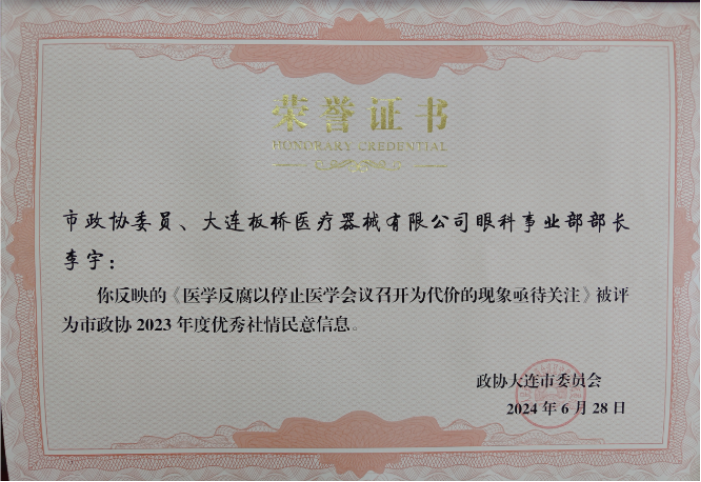 荣誉证书
HONORARY CREDENTIAL
市政协委员、大连板桥医疗器械有限公司眼科事业部部长
李宇：
你反映的《医学反腐以停止医学会议召开为代价的现象亟待关注》被评
为市政协 2023 年度优秀社情民意信息。
政协大连市委员会
2024 年 6 月 28 日